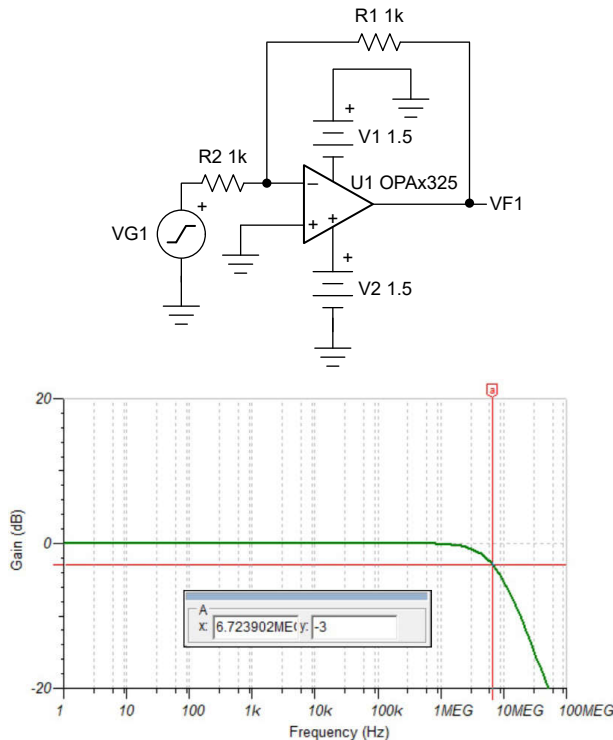 R1 1k
+
V1 1.5
R2 1k
+
−
U1 OPAx325
VF1
VG1
+
+
+
V2 1.5
a
20
0
-20
Gain (dB)
A
x: 6.723902ME y: -3
1 10 100 1k 10k 100k 1MEG 10MEG 100MEG
Frequency (Hz)